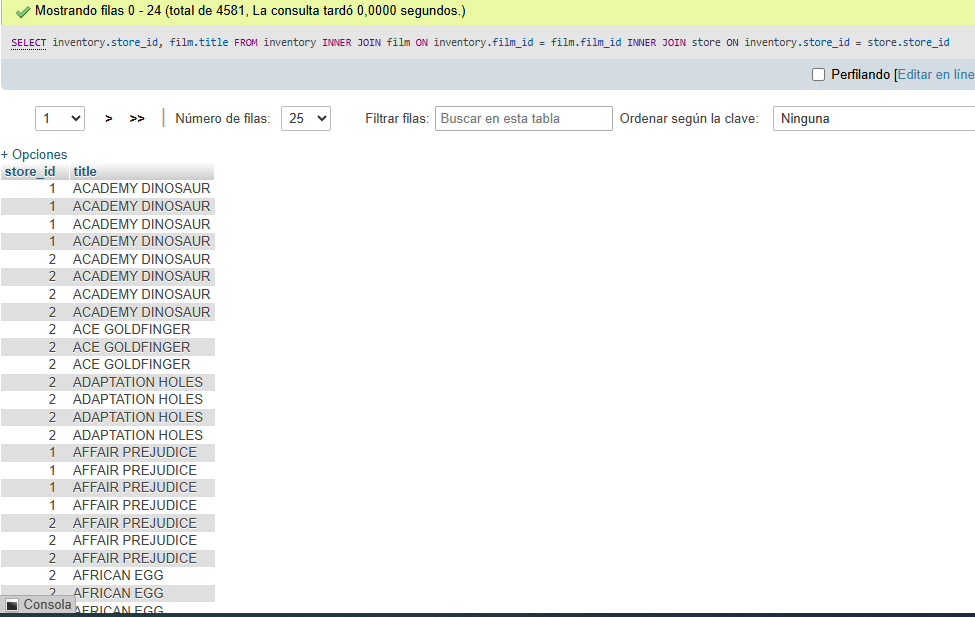 Mostrando filas 0 - 24 (total de 4581, La consulta tardó 0,0000 segundos.)
SELECT inventory.store_id, film.title FROM inventory INNER JOIN film ON inventory.film_id = film.film_id INNER JOIN store ON inventory.store_id = store.store_id
Perfilando [Editar en líne
1 > >> Número de filas: 25 Filtrar filas: Buscar en esta tabla Ordenar según la clave: Ninguna
+ Opciones
store_id title
1 ACADEMY DINOSAUR
1 ACADEMY DINOSAUR
1 ACADEMY DINOSAUR
1 ACADEMY DINOSAUR
2 ACADEMY DINOSAUR
2 ACADEMY DINOSAUR
2 ACADEMY DINOSAUR
2 ACADEMY DINOSAUR
2 ACE GOLDFINGER
2 ACE GOLDFINGER
2 ACE GOLDFINGER
2 ADAPTATION HOLES
2 ADAPTATION HOLES
2 ADAPTATION HOLES
2 ADAPTATION HOLES
1 AFFAIR PREJUDICE
1 AFFAIR PREJUDICE
1 AFFAIR PREJUDICE
1 AFFAIR PREJUDICE
2 AFFAIR PREJUDICE
2 AFFAIR PREJUDICE
2 AFFAIR PREJUDICE
2 AFRICAN EGG
2 AFRICAN EGG
Consola AFRICAN EGG